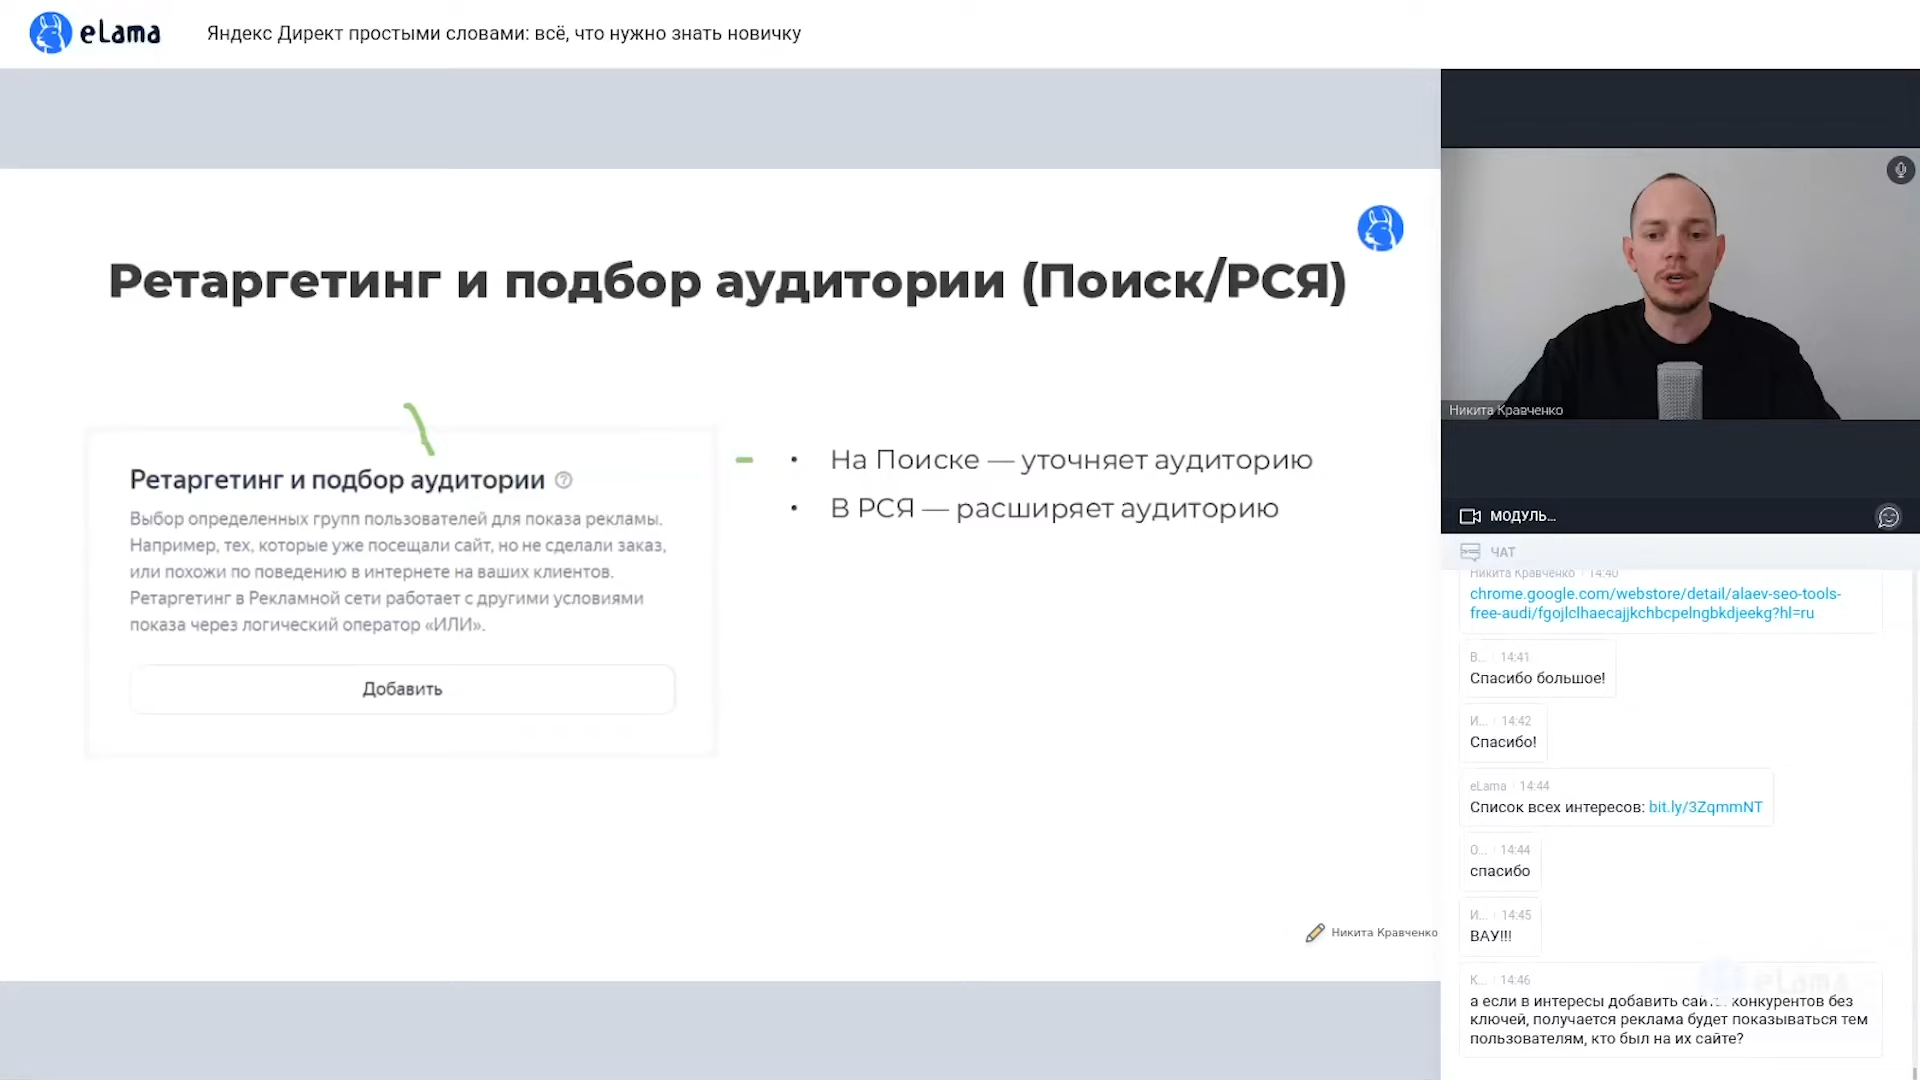 eLama
Яндекс Директ простыми словами: всё, что нужно знать новичку
Ретаргетинг и подбор аудитории (Поиск/РСЯ)
Ретаргетинг и подбор аудитории ?
Выбор определенных групп пользователей для показа рекламы.
Например, тех, которые уже посещали сайт, но не сделали заказ,
или похожи по поведению в интернете на ваших клиентов.
Ретаргетинг в Рекламной сети работает с другими условиями
показа через логический оператор «ИЛИ».
Добавить
• На Поиске — уточняет аудиторию
• В РСЯ — расширяет аудиторию
Никита Кравченко
Никита Кравченко
МОДУЛЬ...
ЧАТ
Никита Кравченко 14:40
chrome.google.com/webstore/detail/alaev-seo-tools-
free-audi/fgojlclhaecajjkchbcpelngbkdjeekg?hl=ru
В... 14:41
Спасибо большое!
И... 14:42
Спасибо!
eLama 14:44
Список всех интересов: bit.ly/3ZqmmNT
О... 14:44
спасибо
И... 14:45
ВАУ!!!
К... 14:46
а если в интересы добавить конкурентов без
ключей, получается реклама будет показываться тем
пользователям, кто был на их сайте?
eLama